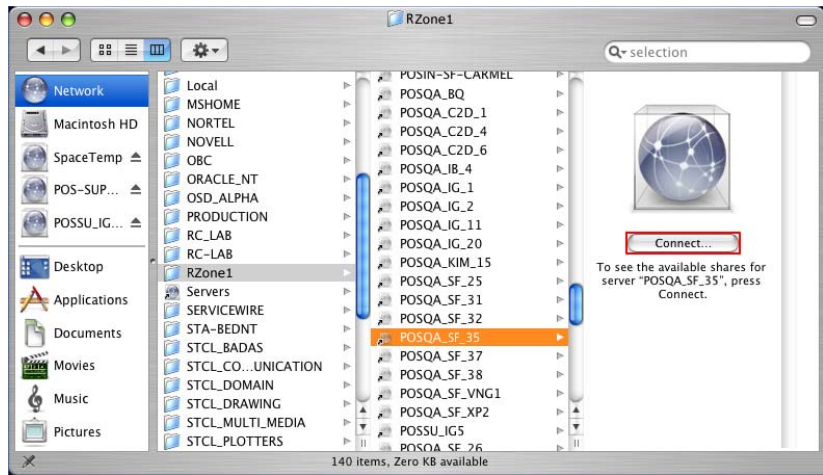 RZone1
selection
Network
Macintosh HD
SpaceTemp
POS-SUP...
POSSU_IG...
Desktop
Applications
Documents
Movies
Music
Pictures
Local
MSHOME
NORTEL
NOVELL
OBC
ORACLE_NT
OSD_ALPHA
PRODUCTION
RC_LAB
RC-LAB
RZone1
Servers
SERVICEWIRE
STA-BEDNT
STCL_BADAS
STCL_CO...UNICATION
STCL_DOMAIN
STCL_DRAWING
STCL_MULTI_MEDIA
STCL_PLOTTERS
POSIN-SF-CARMEL
POSQA_BQ
POSQA_C2D_1
POSQA_C2D_4
POSQA_C2D_6
POSQA_IB_4
POSQA_IG_1
POSQA_IG_2
POSQA_IG_11
POSQA_IG_20
POSQA_KIM_15
POSQA_SF_25
POSQA_SF_31
POSQA_SF_32
POSQA_SF_35
POSQA_SF_37
POSQA_SF_38
POSQA_SF_VNG1
POSQA_SF_XP2
POSSU_IG5
POSQA_SF_26
Connect...
To see the available shares for
server "POSQA_SF_35", press
Connect.
140 items, Zero KB available